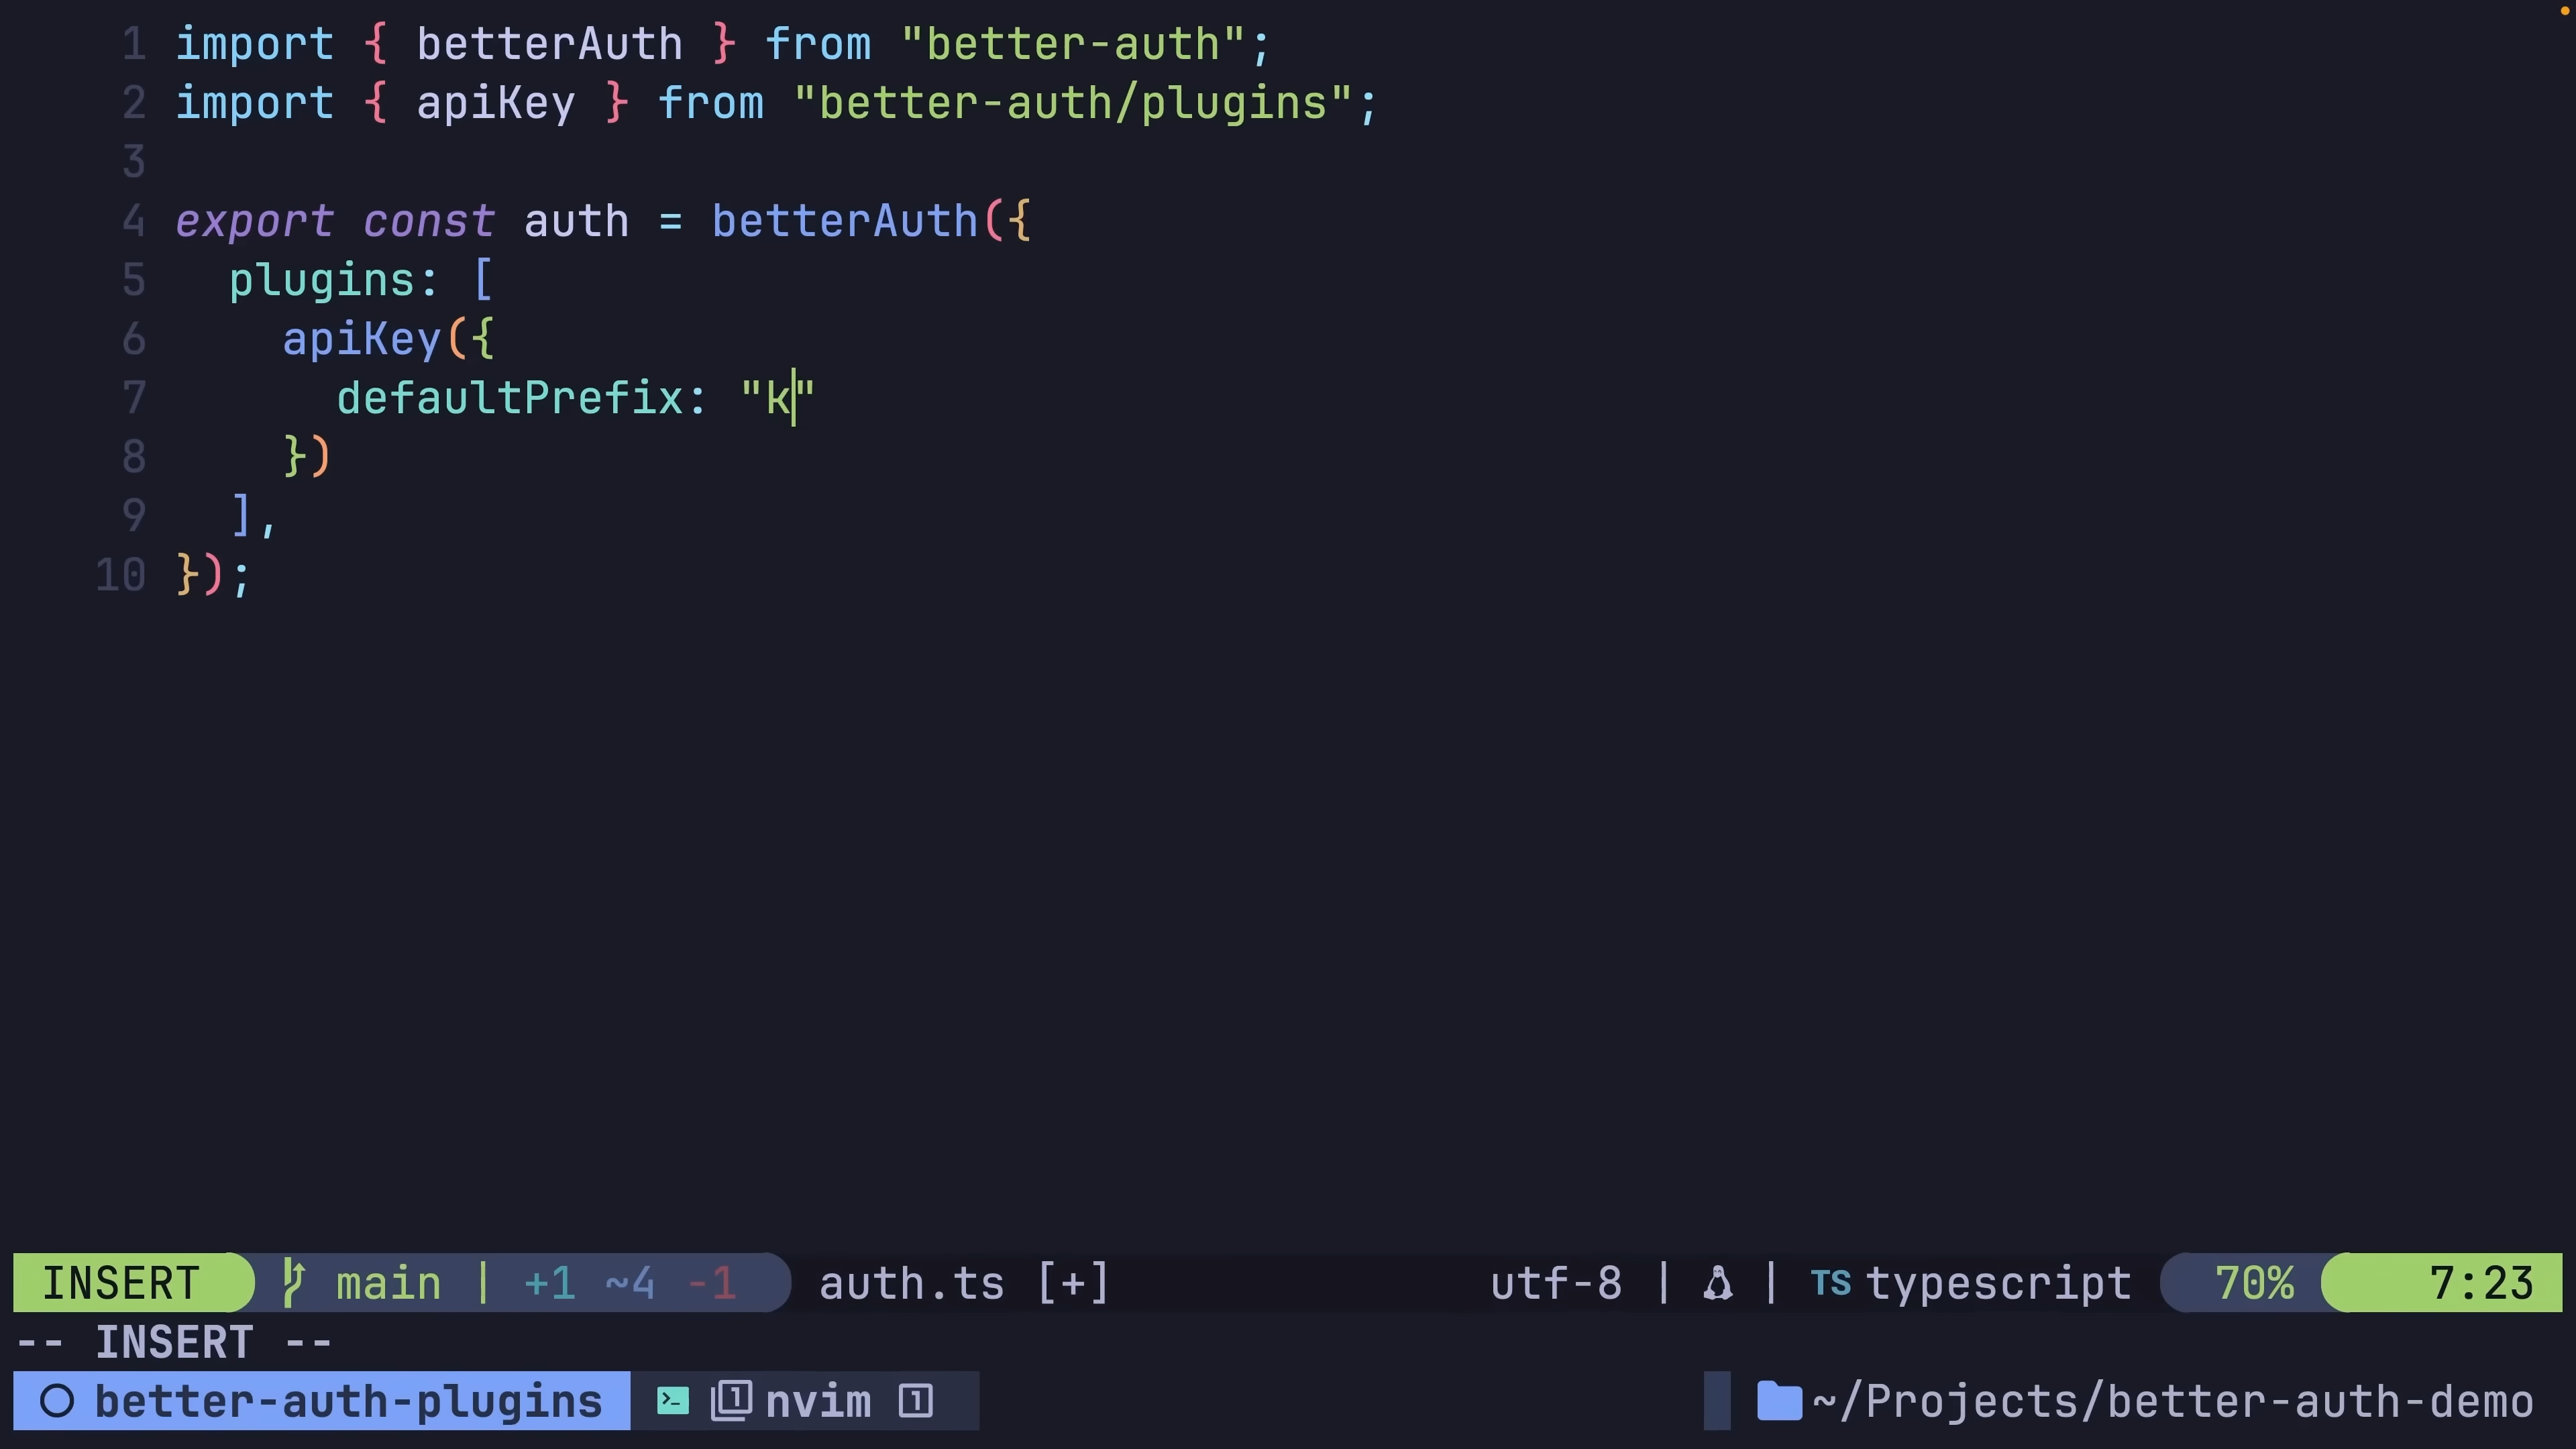 1 import { betterAuth } from "better-auth";
2 import { apiKey } from "better-auth/plugins";
3
4 export const auth = betterAuth({
5   plugins: [
6     apiKey({
7       defaultPrefix: "k"
8     })
9   ],
10 });
INSERT main | +1 ~4 -1 auth.ts [+] utf-8 | | TS typescript 70% 7:23
-- INSERT --
better-auth-plugins 1 nvim 1 ~/Projects/better-auth-demo